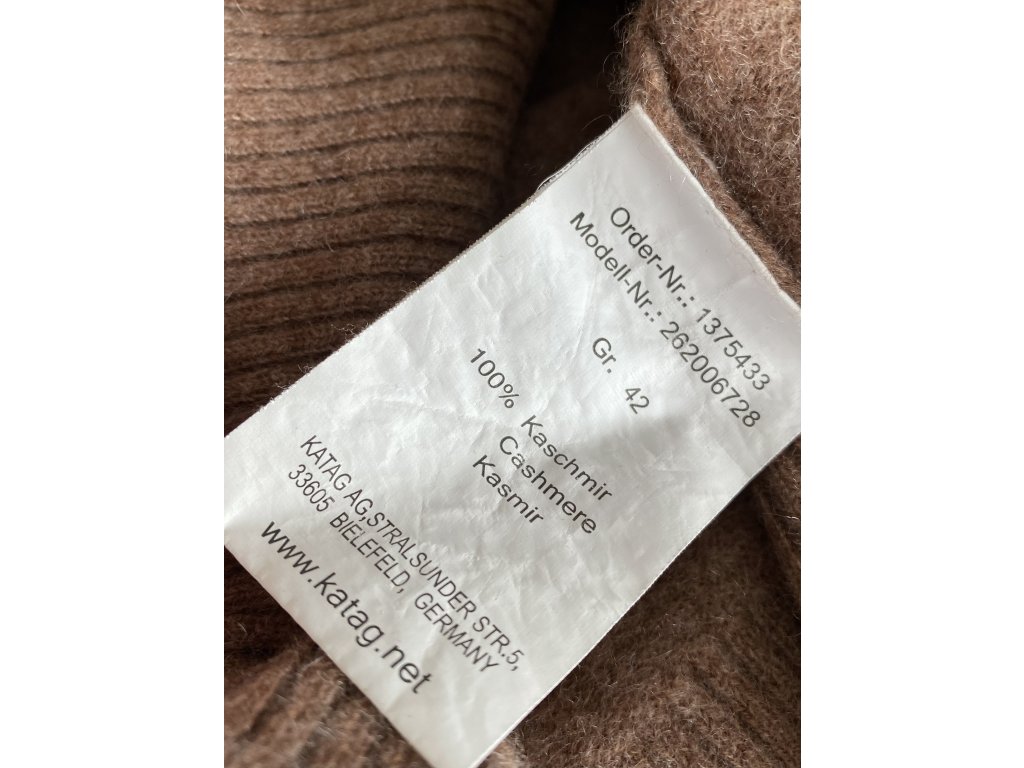 Order-Nr.: 1375433
Modell-Nr.: 262006728
Gr. 42
100% Kaschmir
Cashmere
Kasmir
KATAG AG,STRALSUNDER STR.5,
33605 BIELEFELD, GERMANY
www.katag.net